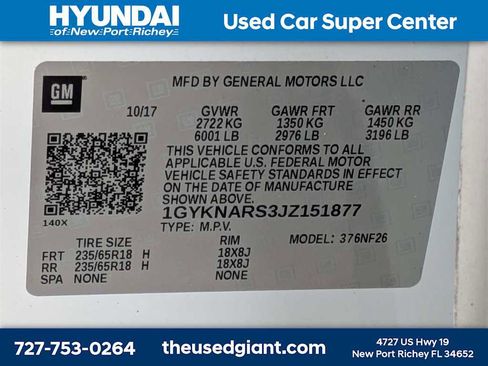 HYUNDAI
of New Port Richey
Used Car Super Center
GM
MFD BY GENERAL MOTORS LLC
10/17 GVWR GAWR FRT GAWR RR
2722 KG 1350 KG 1450 KG
6001 LB 2976 LB 3196 LB
THIS VEHICLE CONFORMS TO ALL
APPLICABLE U.S. FEDERAL MOTOR
VEHICLE SAFETY STANDARDS IN EFFECT
ON THE DATE OF MANUFACTURE
SHOWN ABOVE.
1GYKNARS3JZ151877
140X
TYPE: M.P.V. MODEL: 376NF26
TIRE SIZE RIM
FRT 235/65R18 H 18X8J
RR 235/65R18 H 18X8J
SPA NONE NONE
727-753-0264
theusedgiant.com
4727 US Hwy 19
New Port Richey FL 34652